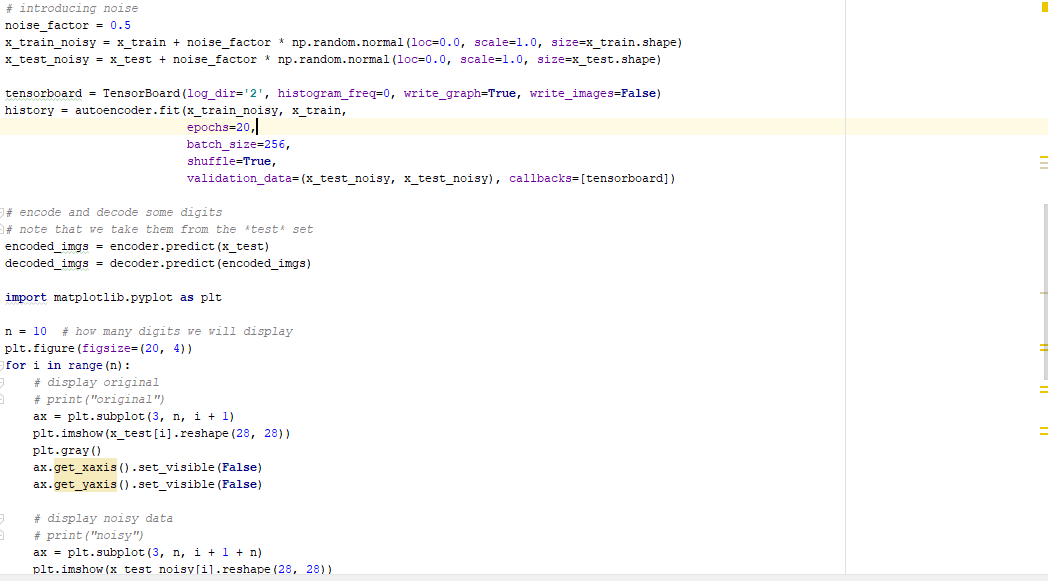 # introducing noise
noise_factor = 0.5
x_train_noisy = x_train + noise_factor * np.random.normal(loc=0.0, scale=1.0, size=x_train.shape)
x_test_noisy = x_test + noise_factor * np.random.normal(loc=0.0, scale=1.0, size=x_test.shape)

tensorboard = TensorBoard(log_dir='2', histogram_freq=0, write_graph=True, write_images=False)
history = autoencoder.fit(x_train_noisy, x_train,
                          epochs=20,
                          batch_size=256,
                          shuffle=True,
                          validation_data=(x_test_noisy, x_test_noisy), callbacks=[tensorboard])

# encode and decode some digits
# note that we take them from the *test* set
encoded_imgs = encoder.predict(x_test)
decoded_imgs = decoder.predict(encoded_imgs)

import matplotlib.pyplot as plt

n = 10  # how many digits we will display
plt.figure(figsize=(20, 4))
for i in range(n):
    # display original
    # print("original")
    ax = plt.subplot(3, n, i + 1)
    plt.imshow(x_test[i].reshape(28, 28))
    plt.gray()
    ax.get_xaxis().set_visible(False)
    ax.get_yaxis().set_visible(False)

    # display noisy data
    # print("noisy")
    ax = plt.subplot(3, n, i + 1 + n)
    plt.imshow(x_test_noisy[i].reshape(28, 28))